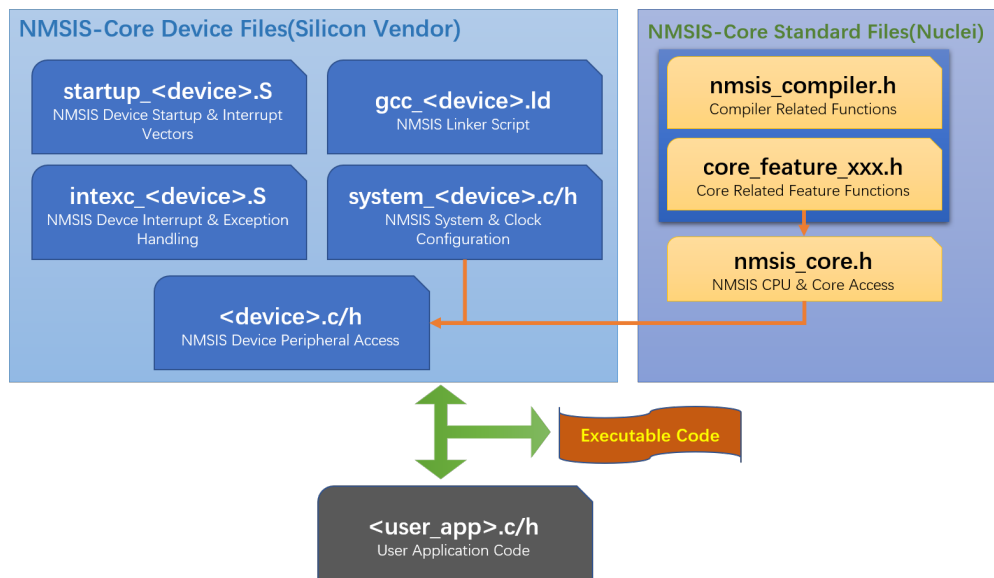 NMSIS-Core Device Files(Silicon Vendor)
startup_<device>.S
NMSIS Device Startup & Interrupt
Vectors
gcc_<device>.ld
NMSIS Linker Script
intexc_<device>.S
NMSIS Devce Interrupt & Exception
Handling
system_<device>.c/h
NMSIS System & Clock
Configuration
<device>.c/h
NMSIS Device Peripheral Access
NMSIS-Core Standard Files(Nuclei)
nmsis_compiler.h
Compiler Related Functions
core_feature_xxx.h
Core Related Feature Functions
nmsis_core.h
NMSIS CPU & Core Access
Executable Code
<user_app>.c/h
User Application Code